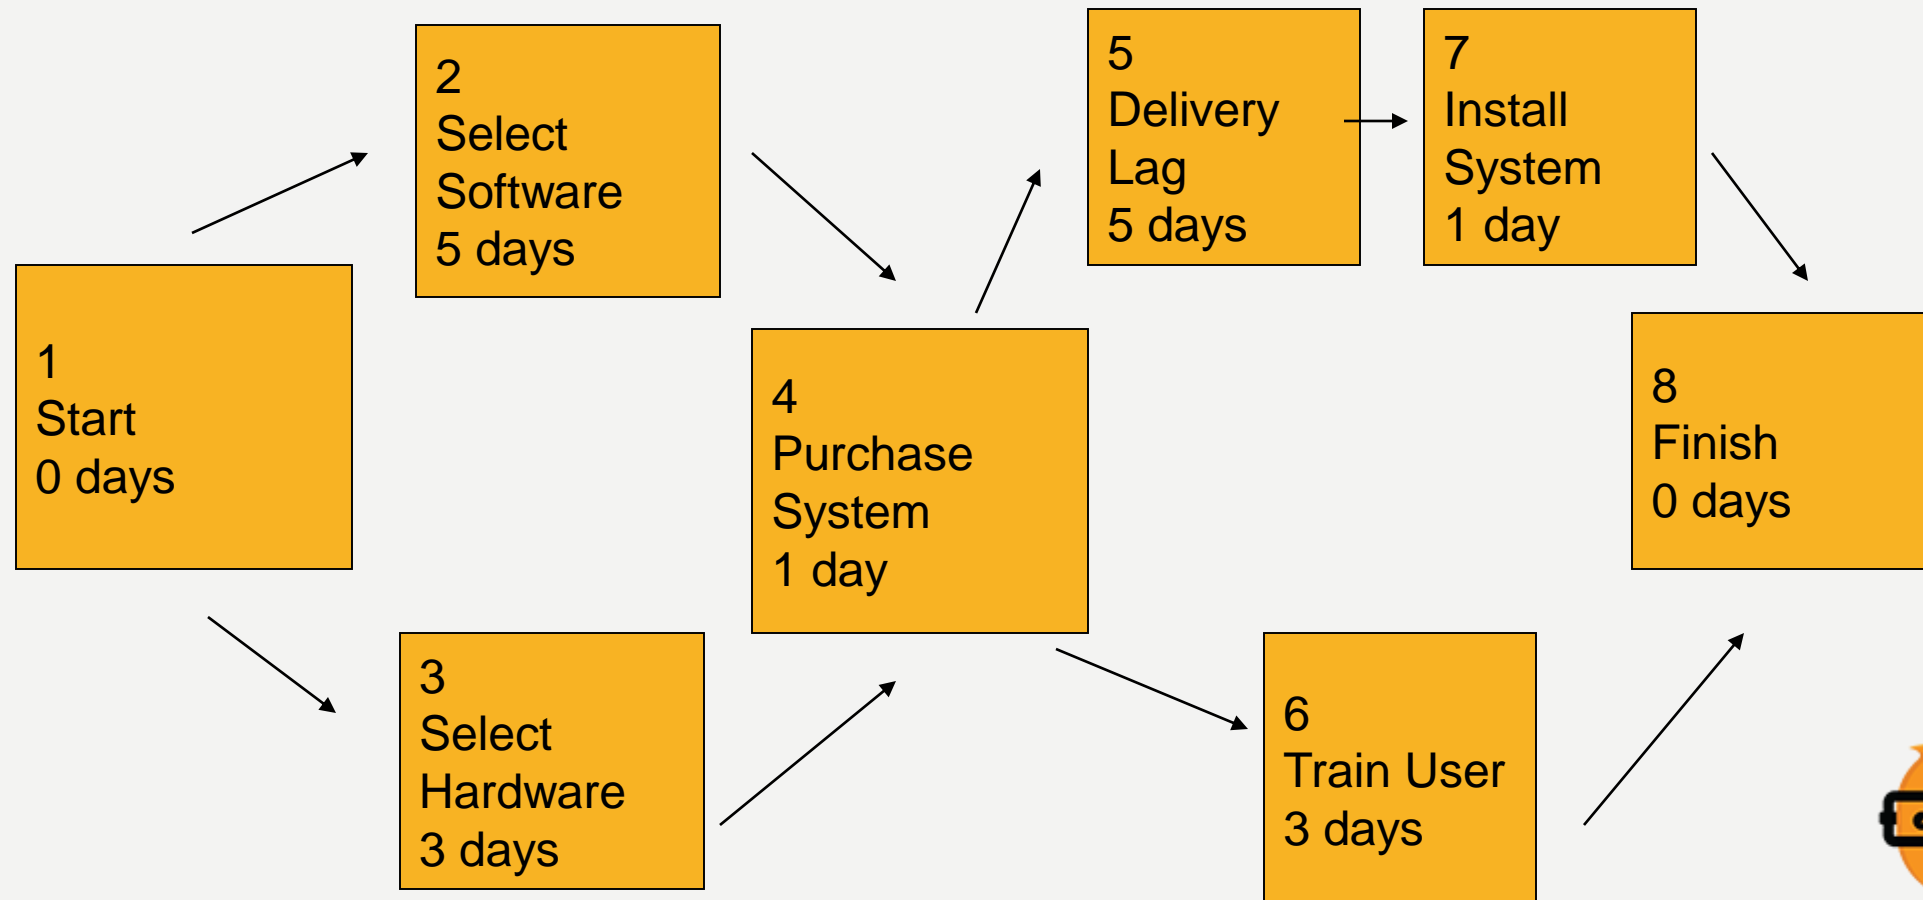 1
Start
0 days
2
Select
Software
5 days
3
Select
Hardware
3 days
4
Purchase
System
1 day
5
Delivery
Lag
5 days
7
Install
System
1 day
6
Train User
3 days
8
Finish
0 days